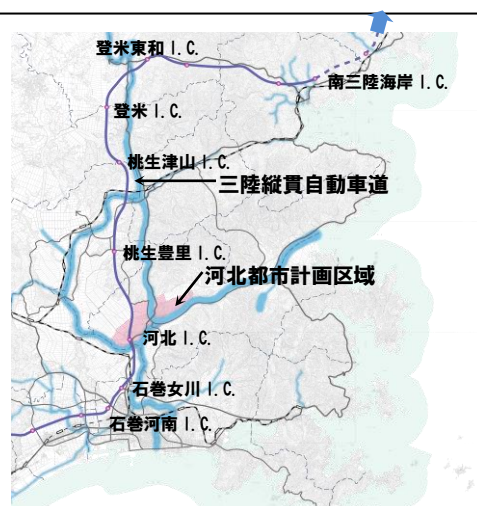 登米東和 I.C.
南三陸海岸 I.C.
登米 I.C.
桃生津山 I.C.
三陸縦貫自動車道
桃生豊里 I.C.
河北都市計画区域
河北 I.C.
石巻女川 I.C.
石巻河南 I.C.